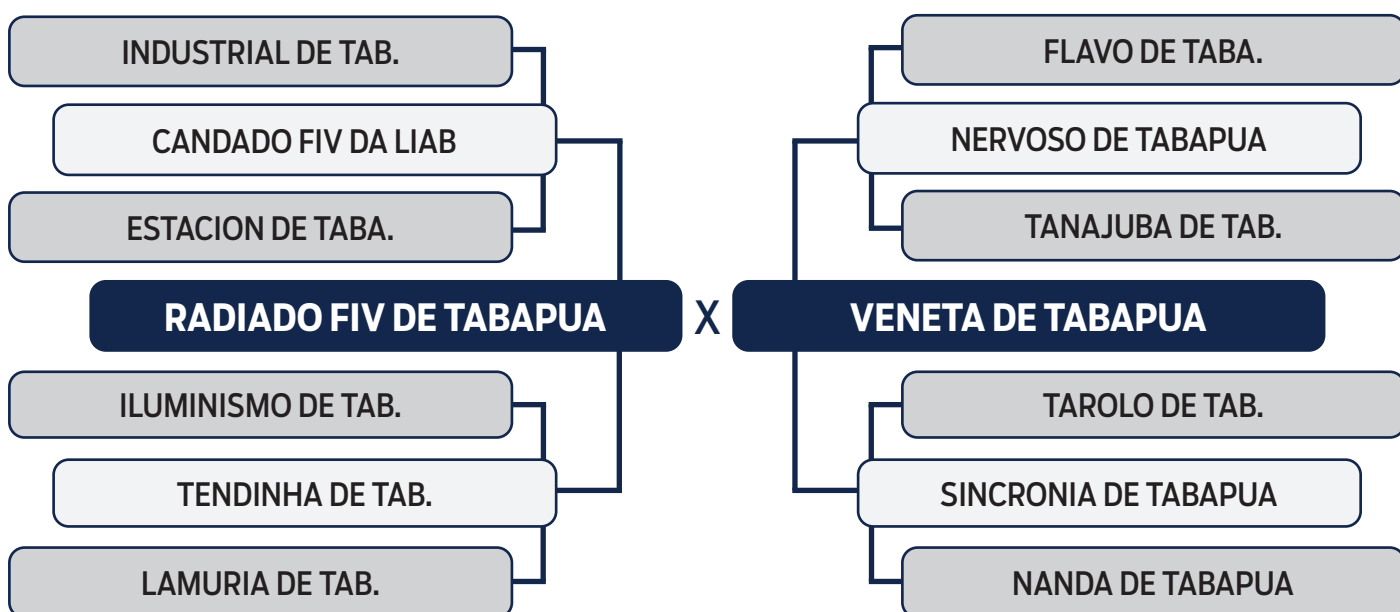 INDUSTRIAL DE TAB.
CANDADO FIV DA LIAB
ESTACION DE TABA.
RADIADO FIV DE TABAPUA
ILUMINISMO DE TAB.
TENDINHA DE TAB.
LAMURIA DE TAB.
X
FLAVO DE TABA.
NERVOSO DE TABAPUA
TANAJUBA DE TAB.
VENETA DE TABAPUA
TAROLO DE TAB.
SINCRONIA DE TABAPUA
NANDA DE TABAPUA